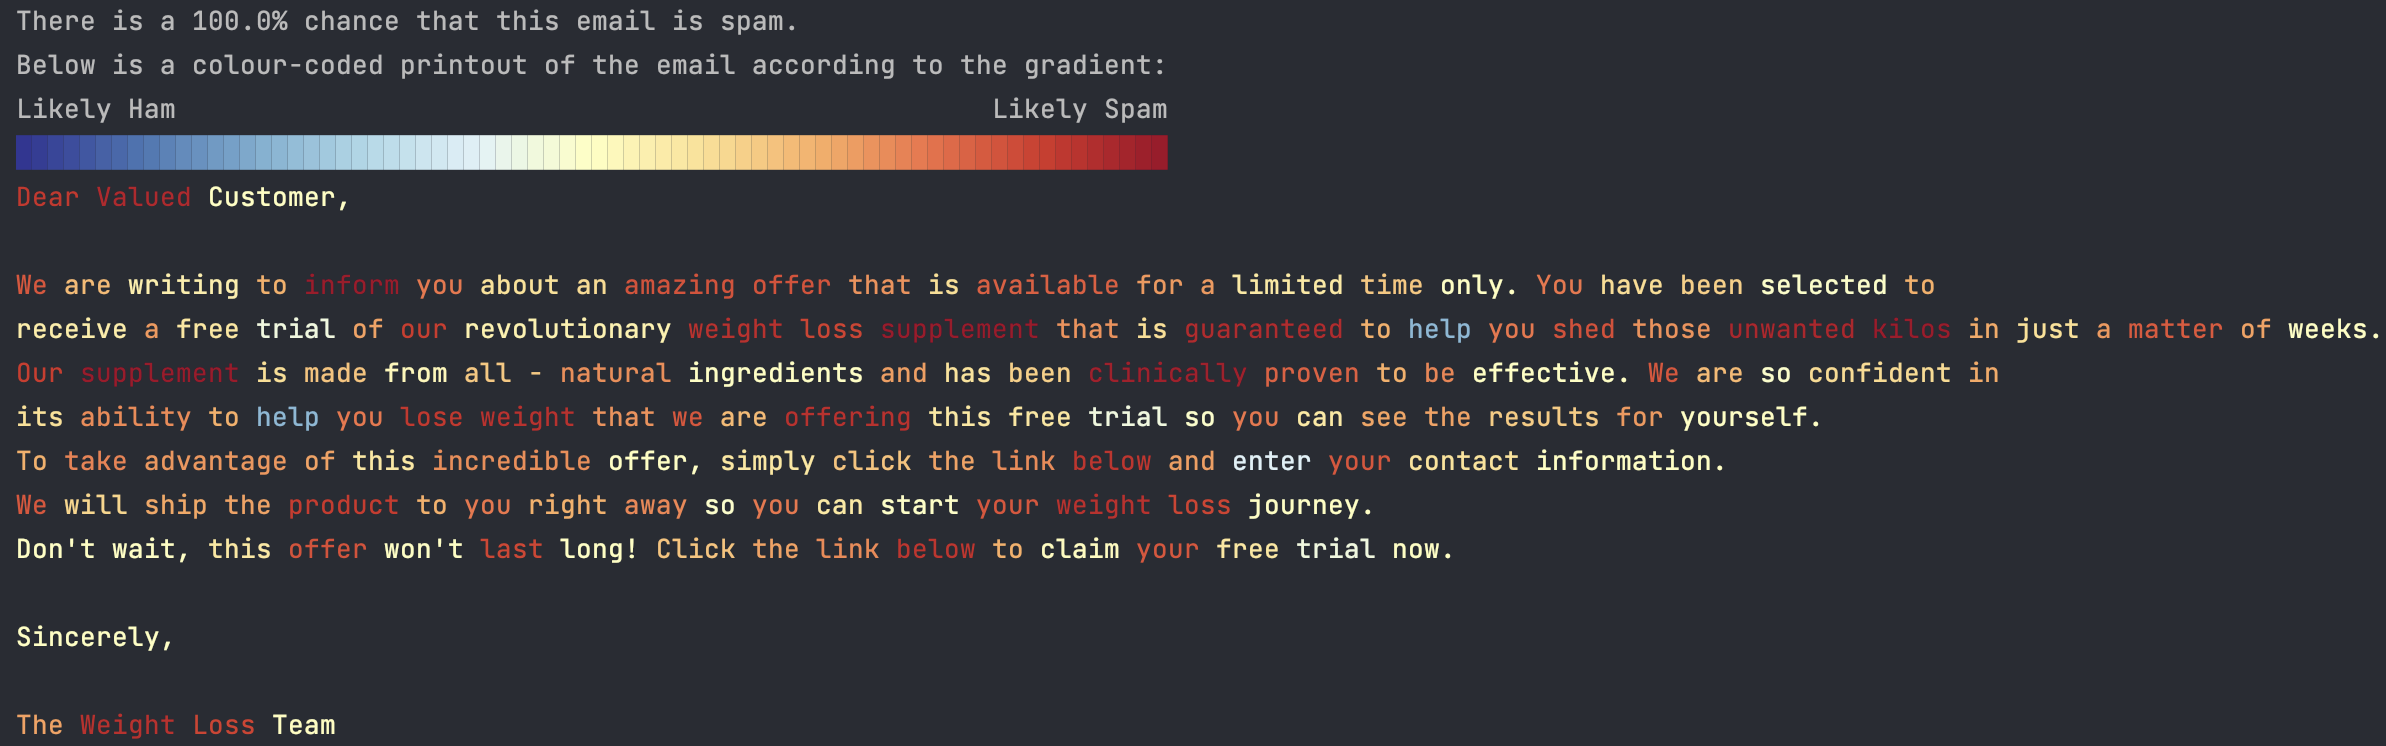 There is a 100.0% chance that this email is spam.
Below is a colour-coded printout of the email according to the gradient:
Likely Ham Likely Spam
Dear Valued Customer,
We are writing to inform you about an amazing offer that is available for a limited time only. You have been selected to
receive a free trial of our revolutionary weight loss supplement that is guaranteed to help you shed those unwanted kilos in just a matter of weeks.
Our supplement is made from all - natural ingredients and has been clinically proven to be effective. We are so confident in
its ability to help you lose weight that we are offering this free trial so you can see the results for yourself.
To take advantage of this incredible offer, simply click the link below and enter your contact information.
We will ship the product to you right away so you can start your weight loss journey.
Don't wait, this offer won't last long! Click the link below to claim your free trial now.
Sincerely,
The Weight Loss Team